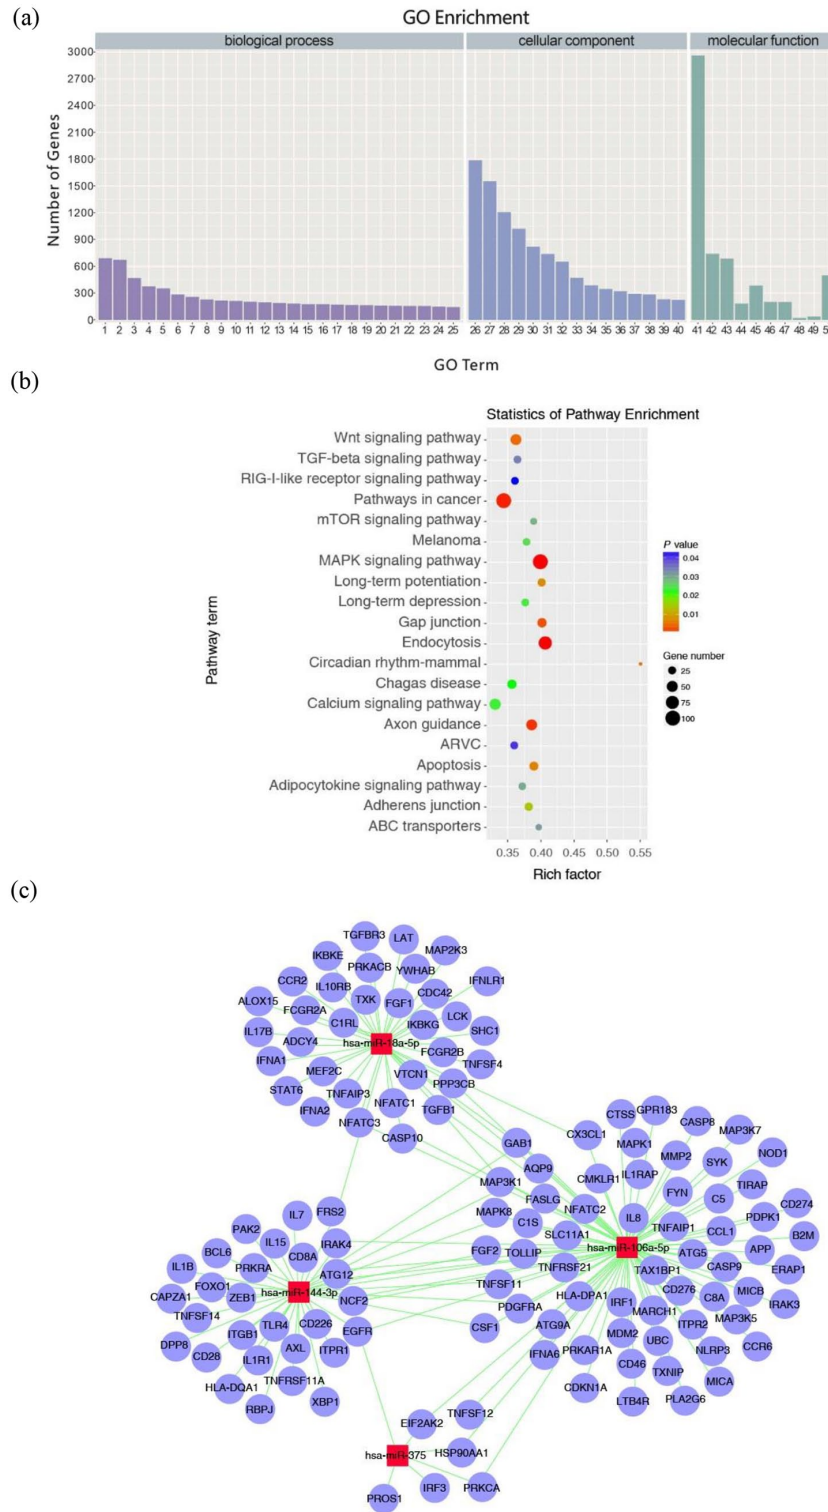 (a)
GO Enrichment
biological process cellular component molecular function
Number of Genes
3000
2700
2400
2100
1800
1500
1200
900
600
300
0
1 2 3 4 5 6 7 8 9 10 11 12 13 14 15 16 17 18 19 20 21 22 23 24 25 26 27 28 29 30 31 32 33 34 35 36 37 38 39 40 41 42 43 44 45 46 47 48 49
GO Term
(b)
Statistics of Pathway Enrichment
Pathway term
Wnt signaling pathway
TGF-beta signaling pathway
RIG-I-like receptor signaling pathway
Pathways in cancer
mTOR signaling pathway
Melanoma
MAPK signaling pathway
Long-term potentiation
Long-term depression
Gap junction
Endocytosis
Circadian rhythm-mammal
Chagas disease
Calcium signaling pathway
Axon guidance
ARVC
Apoptosis
Adipocytokine signaling pathway
Adherens junction
ABC transporters
0.35 0.40 0.45 0.50 0.55
Rich factor
P value
0.04
0.03
0.02
0.01
Gene number
25
50
75
100
(c)
TGFBR3 LAT
IKBKE MAP2K3
PRKACB YWHAB
CCR2 IL10RB CDC42 IFNLR1
ALOX15 TXK FGF1
FCGR2A LCK
IL17B C1RL IKBKG SHC1
ADCY4 hsa-miR-18a-5p FCGR2B
IFNA1 TNFSF4
MEF2C VTCN1 PPP3CB
STAT6 TNFAIP3
IFNA2 NFATC1 TGFB1
NFATC3 CASP10
CTSS GPR183
CX3CL1 CASP8 MAP3K7
GAB1 MAPK1 MMP2 SYK NOD1
AQP9 CMKLR1 IL1RAP
MAP3K1 FASLG FYN C5 TIRAP
IL7 FRS2 MAPK8 NFATC2 IL8 CD274
PAK2 IL15 IRAK4 C1S TNFAIP1 CCL1 PDPK1
BCL6 CD8A FGF2 SLC11A1 B2M
IL1B PRKRA ATG12 TOLLIP hsa-miR-106a-5p ATG5 APP
FOXO1 TNFRSF21 TAX1BP1 CASP9 ERAP1
CAPZA1 ZEB1 hsa-miR-144-3p NCF2 TNFSF11 CD276 MICB
TNFSF14 PDGFRA HLA-DPA1 IRF1 C8A IRAK3
TLR4 CD226 EGFR CSF1 MARCH1 MAP3K5
DPP8 ITGB1 ATG9A ITPR2
CD28 AXL ITPR1 MDM2 UBC CCR6
IL1R1 IFNA6 PRKAR1A NLRP3
HLA-DQA1 TNFRSF11A CD46 TXNIP
RBPJ XBP1 CDKN1A MICA
LTB4R PLA2G6
EIF2AK2 TNFSF12
hsa-miR-375 HSP90AA1
IRF3 PRKCA
PROS1